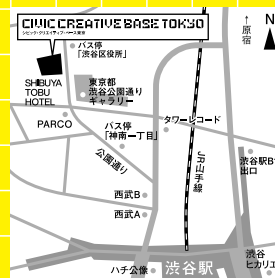 CIVIC CREATIVE BASE TOKYO
シビック・クリエイティブ・ベース東京
↑
原宿
N
バス停
「渋谷区役所」
SHIBUYA
TOBU
HOTEL
東京都
渋谷公園通り
ギャラリー
PARCO
バス停
「神南一丁目」
タワーレコード
公園通り
JR山手線
渋谷駅B1
出口
西武B
西武A
ハチ公像
渋谷駅
渋谷
ヒカリエ